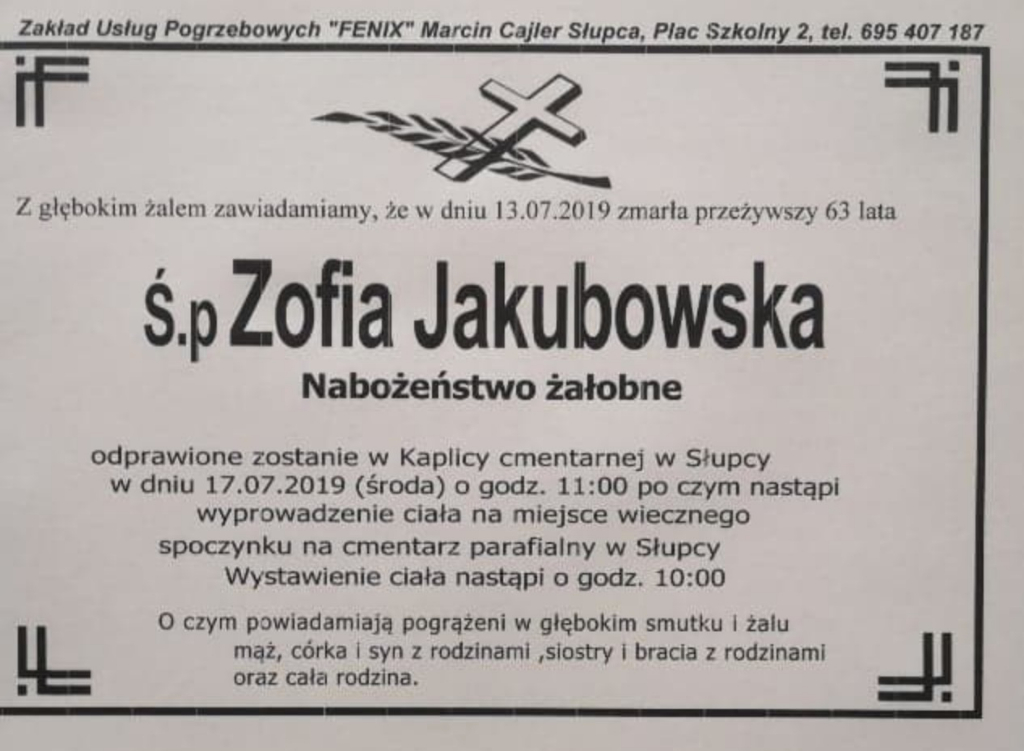 Zakład Usług Pogrzebowych "FENIX" Marcin Cajler Słupca, Plac Szkolny 2, tel. 695 407 187
Z głębokim żalem zawiadamiamy, że w dniu 13.07.2019 zmarła przeżywszy 63 lata
ś.p Zofia Jakubowska
Nabożeństwo żałobne
odprawione zostanie w Kaplicy cmentarnej w Słupcy
w dniu 17.07.2019 (środa) o godz. 11:00 po czym nastąpi
wyprowadzenie ciała na miejsce wiecznego
spoczynku na cmentarz parafialny w Słupcy
Wystawienie ciała nastąpi o godz. 10:00
O czym powiadamiają pogrążeni w głębokim smutku i żalu
mąż, córka i syn z rodzinami ,siostry i bracia z rodzinami
oraz cała rodzina.